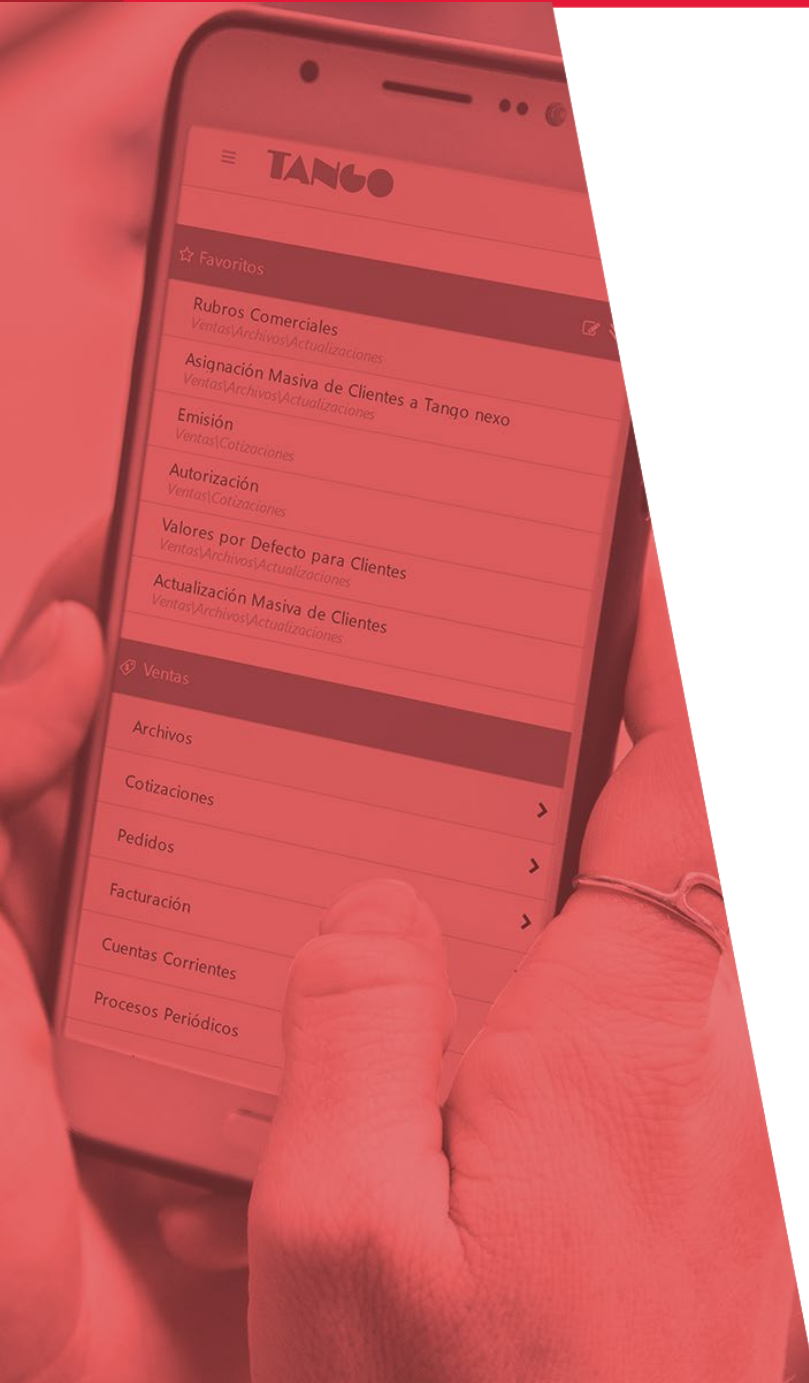 TANGO
Favoritos
Rubros Comerciales
Ventas\Archivos\Actualizaciones
Asignación Masiva de Clientes a Tango nexo
Ventas\Archivos\Actualizaciones
Emisión
Ventas\Cotizaciones
Autorización
Ventas\Cotizaciones
Valores por Defecto para Clientes
Ventas\Archivos\Actualizaciones
Actualización Masiva de Clientes
Ventas\Archivos\Actualizaciones
Ventas
Archivos
Cotizaciones
Pedidos
Facturación
Cuentas Corrientes
Procesos Periódicos